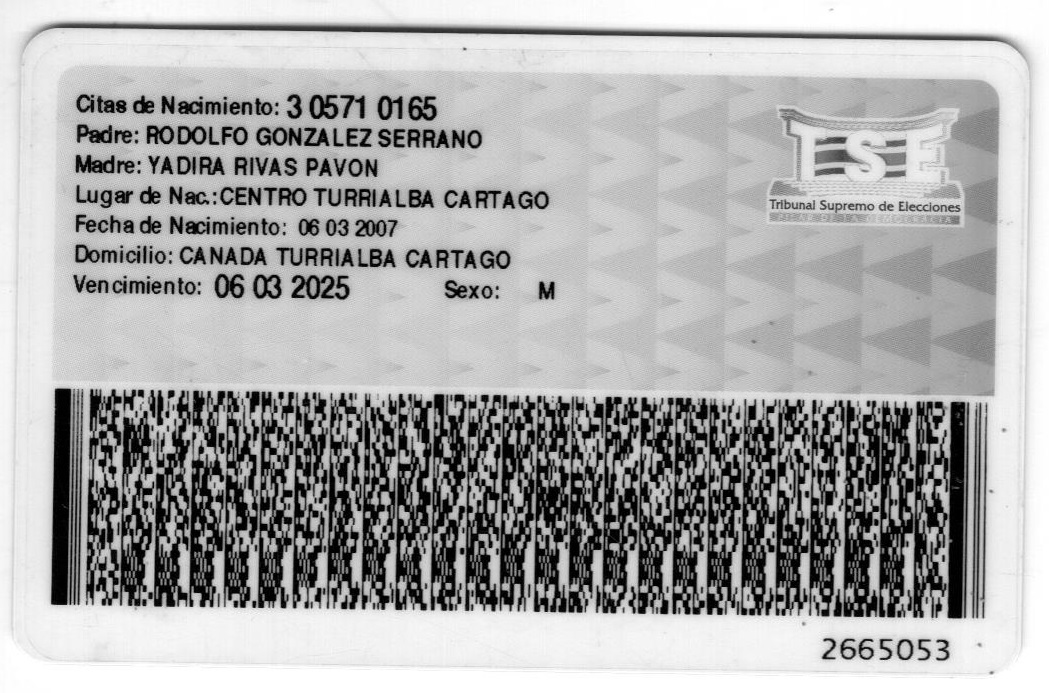 Citas de Nacimiento: 3 0571 0165
Padre: RODOLFO GONZALEZ SERRANO
Madre: YADIRA RIVAS PAVON
Lugar de Nac.:CENTRO TURRIALBA CARTAGO
Fecha de Nacimiento: 06 03 2007
Domicilio: CANADA TURRIALBA CARTAGO
Vencimiento: 06 03 2025 Sexo: M
TSE
Tribunal Supremo de Elecciones
PILAR DE LA DEMOCRACIA
2665053